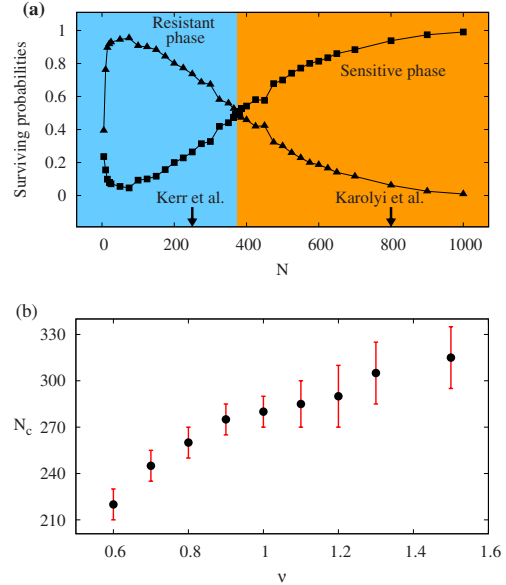 (a)
Resistant
phase
Sensitive phase
Kerr et al.
Karolyi et al.
Surviving probabilities
1
0.8
0.6
0.4
0.2
0
0 200 400 600 800 1000
N
(b)
N_c
330
300
270
240
210
0.6 0.8 1 1.2 1.4 1.6
ν